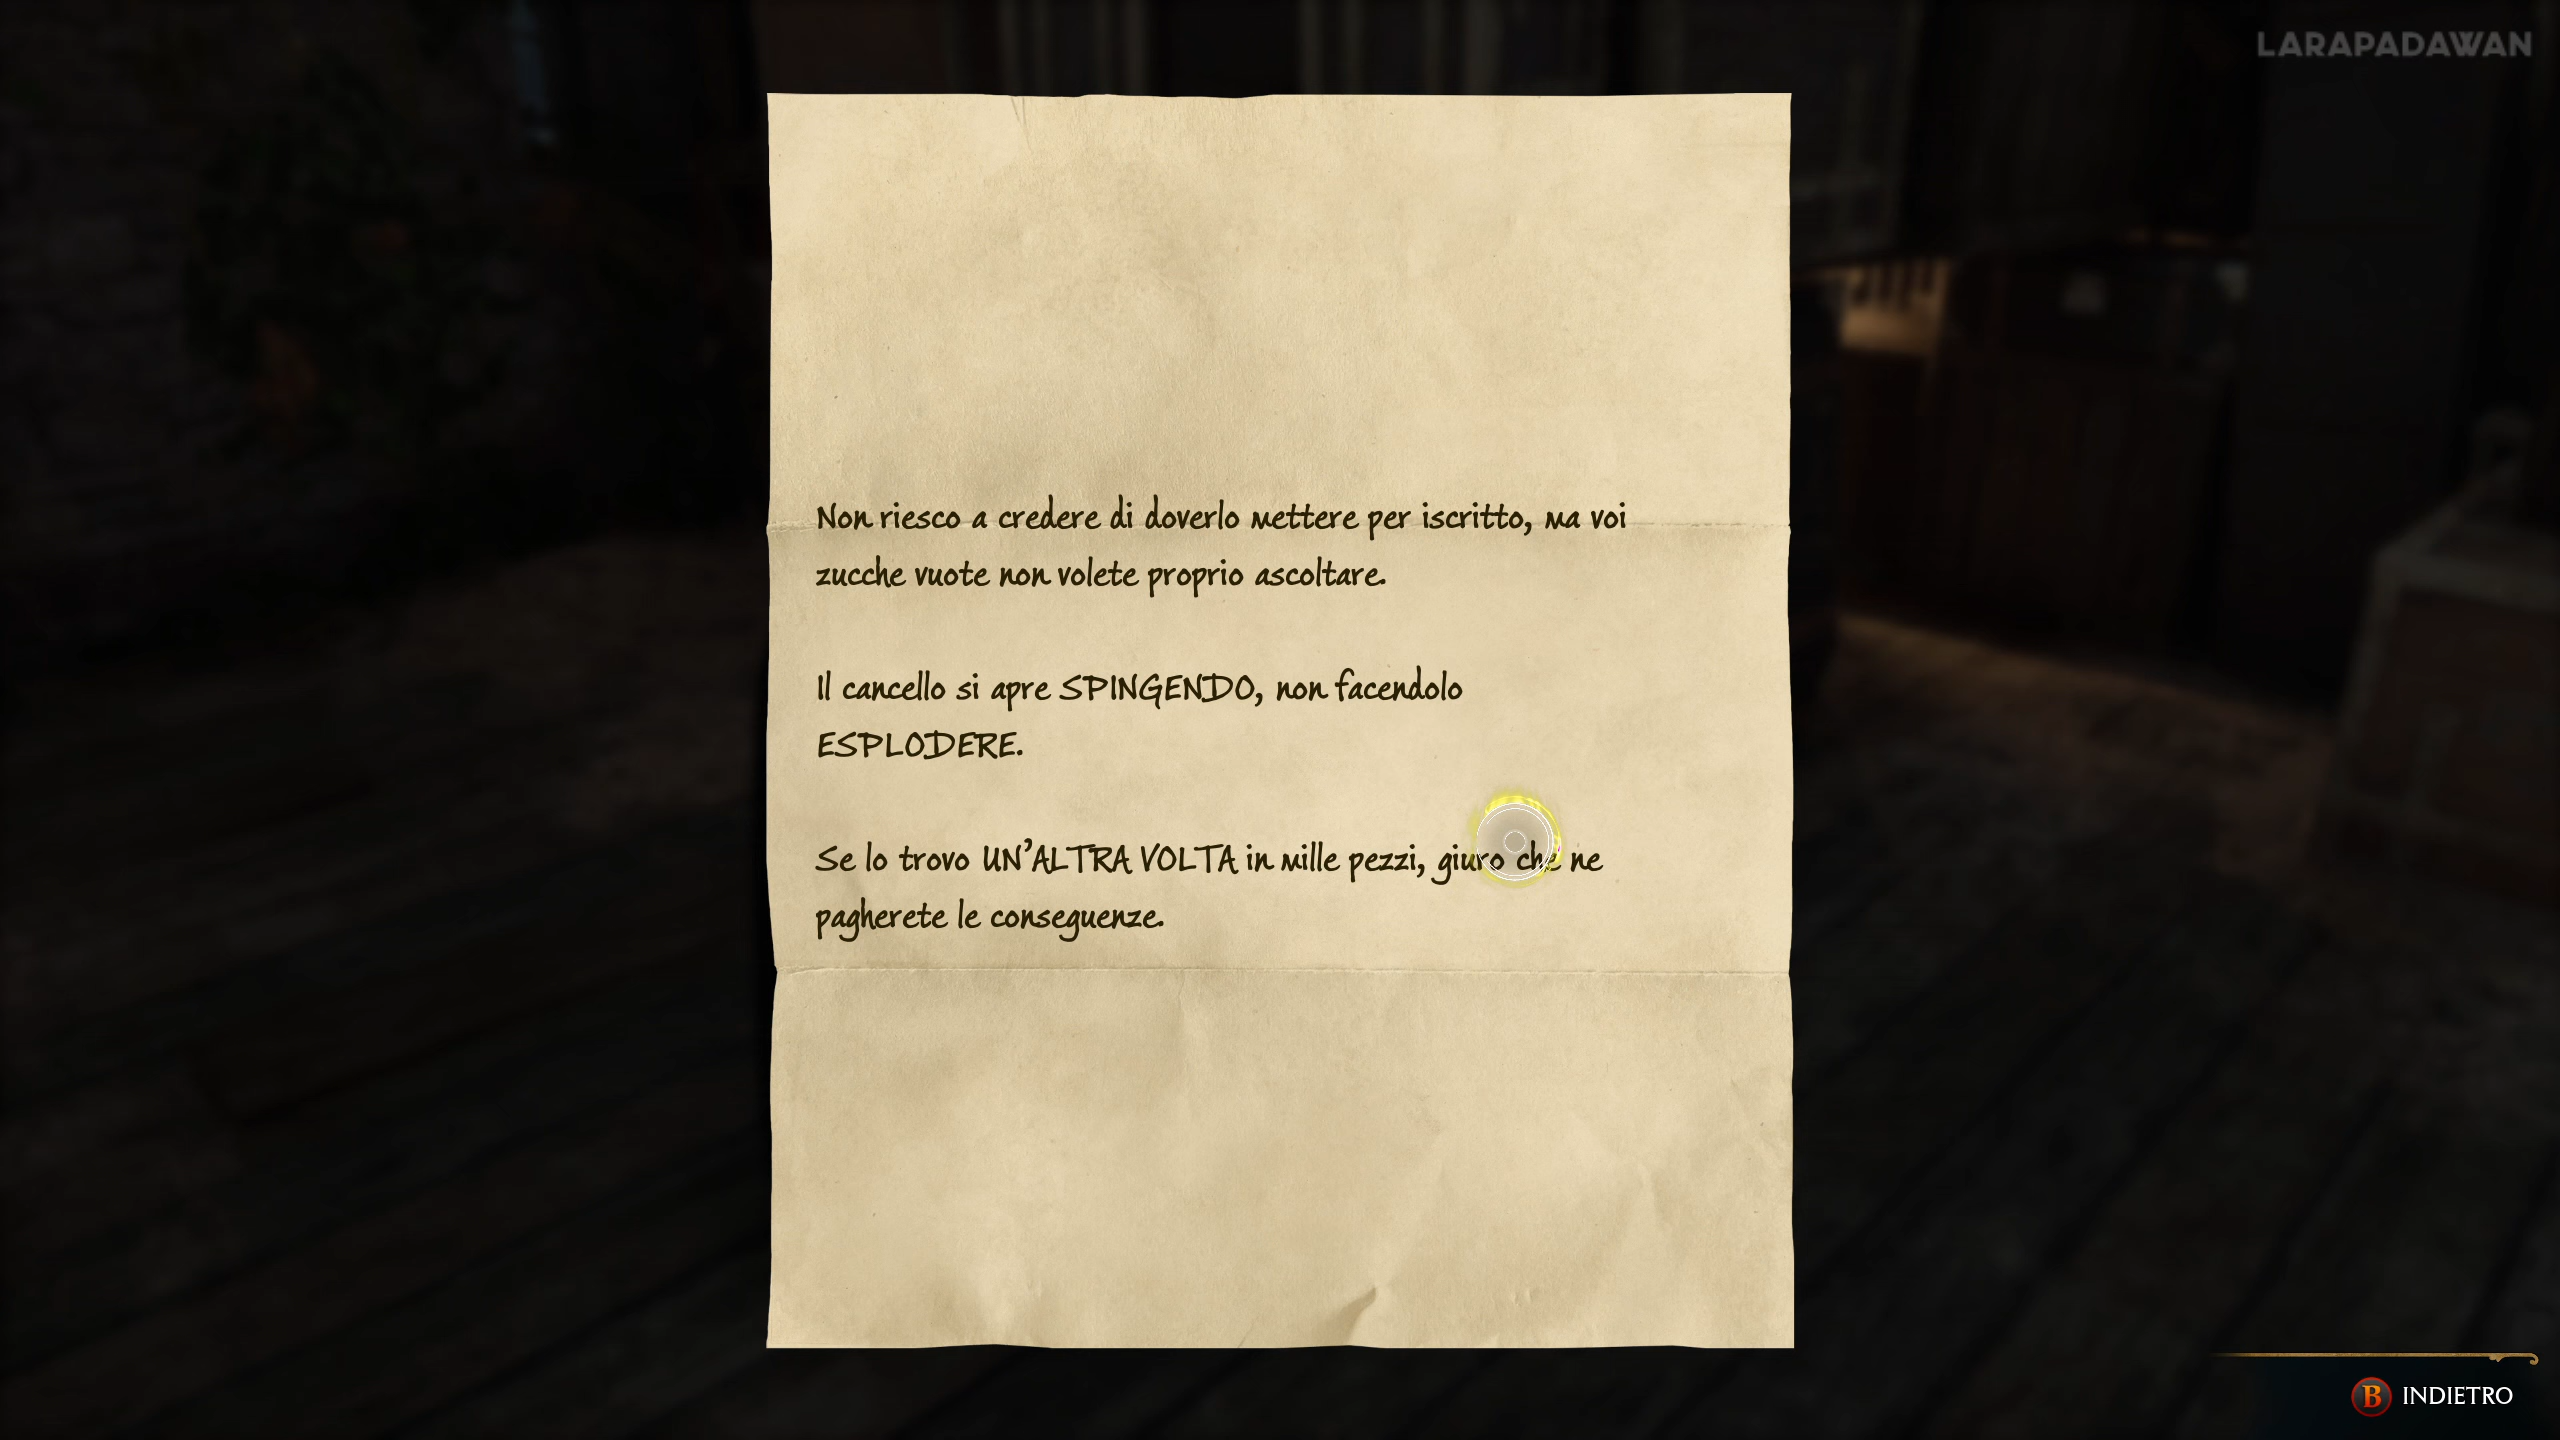 LARAPADAWAN
Non riesco a credere di doverlo mettere per iscritto, ma voi
zucche vuote non volete proprio ascoltare.
Il cancello si apre SPINGENDO, non facendolo
ESPLODERE.
Se lo trovo UN'ALTRA VOLTA in mille pezzi, giuro che ne
pagherete le conseguenze.
B INDIETRO